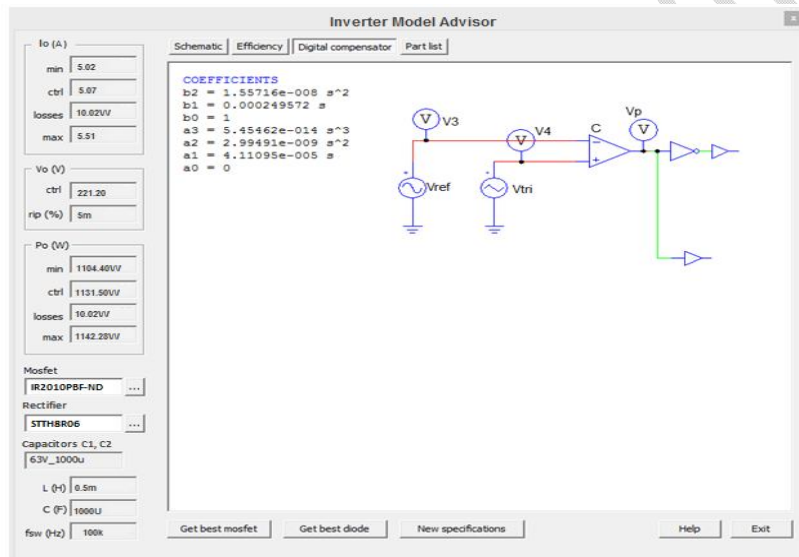 Inverter Model Advisor
x
Io (A)
min 5.02
ctrl 5.07
losses 10.02W
max 5.51
Vo (V)
ctrl 221.20
rip (%) 5m
Po (W)
min 1104.40W
ctrl 1131.50W
losses 10.02W
max 1142.28W
Mosfet
IR2010PBF-ND ...
Rectifier
STTH8R06 ...
Capacitors C1, C2
63V_1000u
L (H) 0.5m
C (F) 1000U
fsw (Hz) 100k
Schematic Efficiency Digital compensator Part list
COEFFICIENTS
b2 = 1.55716e-008 s^2
b1 = 0.000249572 s
b0 = 1
a3 = 5.45462e-014 s^3
a2 = 2.99491e-009 s^2
a1 = 4.11095e-005 s
a0 = 0
V V3
V V4
C
Vp
V
Vref
Vtri
Get best mosfet Get best diode New specifications Help Exit